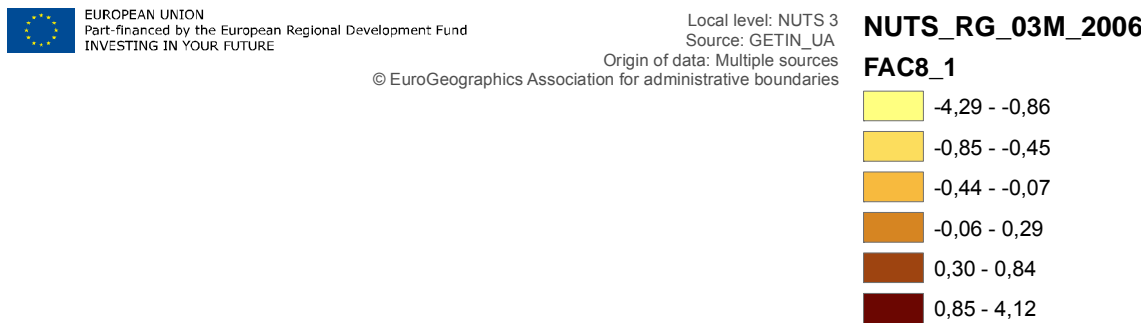 EUROPEAN UNION
Part-financed by the European Regional Development Fund
INVESTING IN YOUR FUTURE
Local level: NUTS 3
Source: GETIN_UA
Origin of data: Multiple sources
© EuroGeographics Association for administrative boundaries
NUTS_RG_03M_2006
FAC8_1
-4,29 - -0,86
-0,85 - -0,45
-0,44 - -0,07
-0,06 - 0,29
0,30 - 0,84
0,85 - 4,12